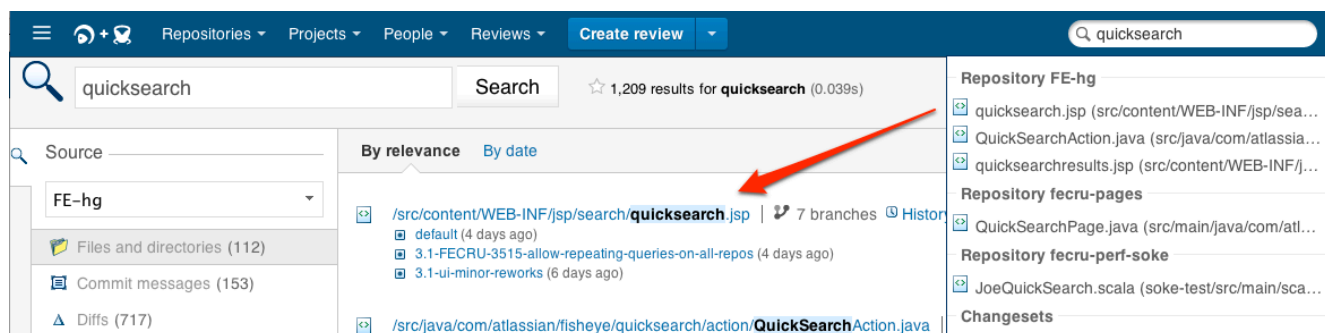 + Repositories Projects People Reviews Create review quicksearch
quicksearch Search 1,209 results for quicksearch (0.039s)
Source
FE-hg
Files and directories (112)
Commit messages (153)
Diffs (717)
By relevance By date
/src/content/WEB-INF/jsp/search/quicksearch.jsp | 7 branches History
default (4 days ago)
3.1-FECRU-3515-allow-repeating-queries-on-all-repos (4 days ago)
3.1-ui-minor-reworks (6 days ago)
/src/java/com/atlassian/fisheye/quicksearch/action/QuickSearchAction.java |
Repository FE-hg
quicksearch.jsp (src/content/WEB-INF/jsp/sea...
QuickSearchAction.java (src/java/com/atlassia...
quicksearchresults.jsp (src/content/WEB-INF/j...
Repository fecru-pages
QuickSearchPage.java (src/main/java/com/atl...
Repository fecru-perf-soke
JoeQuickSearch.scala (soke-test/src/main/sca...
Changesets